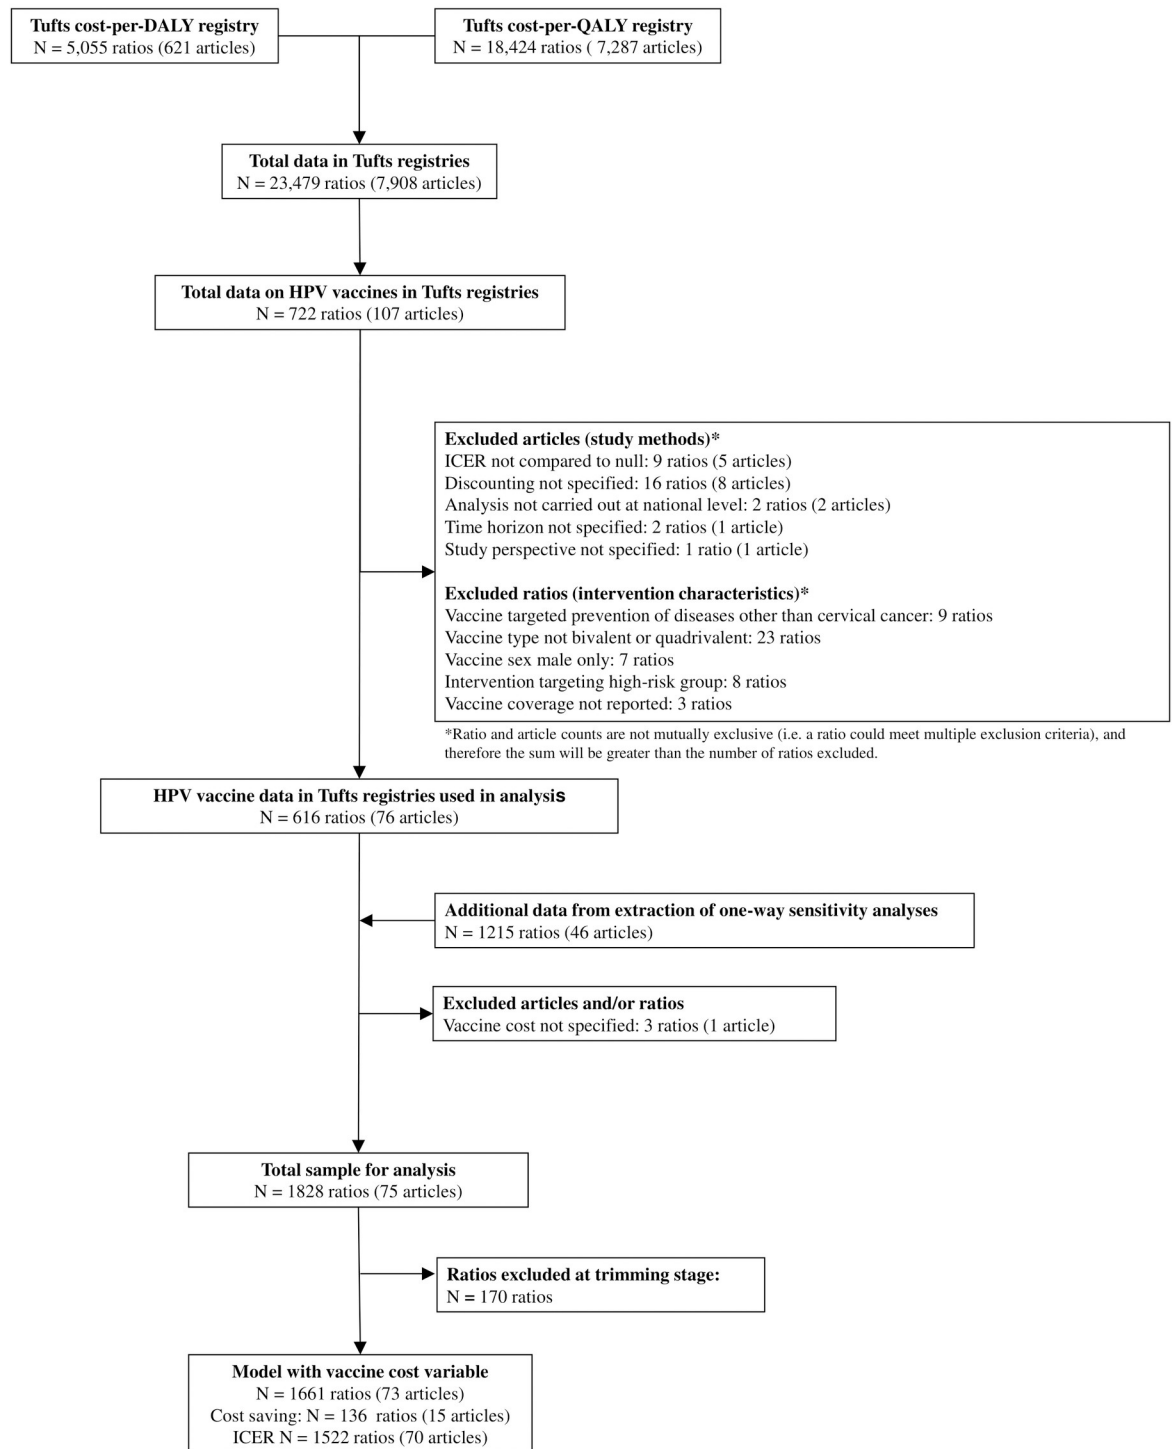 Tufts cost-per-DALY registry
N = 5,055 ratios (621 articles)
Tufts cost-per-QALY registry
N = 18,424 ratios ( 7,287 articles)
Total data in Tufts registries
N = 23,479 ratios (7,908 articles)
Total data on HPV vaccines in Tufts registries
N = 722 ratios (107 articles)
Excluded articles (study methods)*
ICER not compared to null: 9 ratios (5 articles)
Discounting not specified: 16 ratios (8 articles)
Analysis not carried out at national level: 2 ratios (2 articles)
Time horizon not specified: 2 ratios (1 article)
Study perspective not specified: 1 ratio (1 article)
Excluded ratios (intervention characteristics)*
Vaccine targeted prevention of diseases other than cervical cancer: 9 ratios
Vaccine type not bivalent or quadrivalent: 23 ratios
Vaccine sex male only: 7 ratios
Intervention targeting high-risk group: 8 ratios
Vaccine coverage not reported: 3 ratios
*Ratio and article counts are not mutually exclusive (i.e. a ratio could meet multiple exclusion criteria), and
therefore the sum will be greater than the number of ratios excluded.
HPV vaccine data in Tufts registries used in analysis
N = 616 ratios (76 articles)
Additional data from extraction of one-way sensitivity analyses
N = 1215 ratios (46 articles)
Excluded articles and/or ratios
Vaccine cost not specified: 3 ratios (1 article)
Total sample for analysis
N = 1828 ratios (75 articles)
Ratios excluded at trimming stage:
N = 170 ratios
Model with vaccine cost variable
N = 1661 ratios (73 articles)
Cost saving: N = 136 ratios (15 articles)
ICER N = 1522 ratios (70 articles)